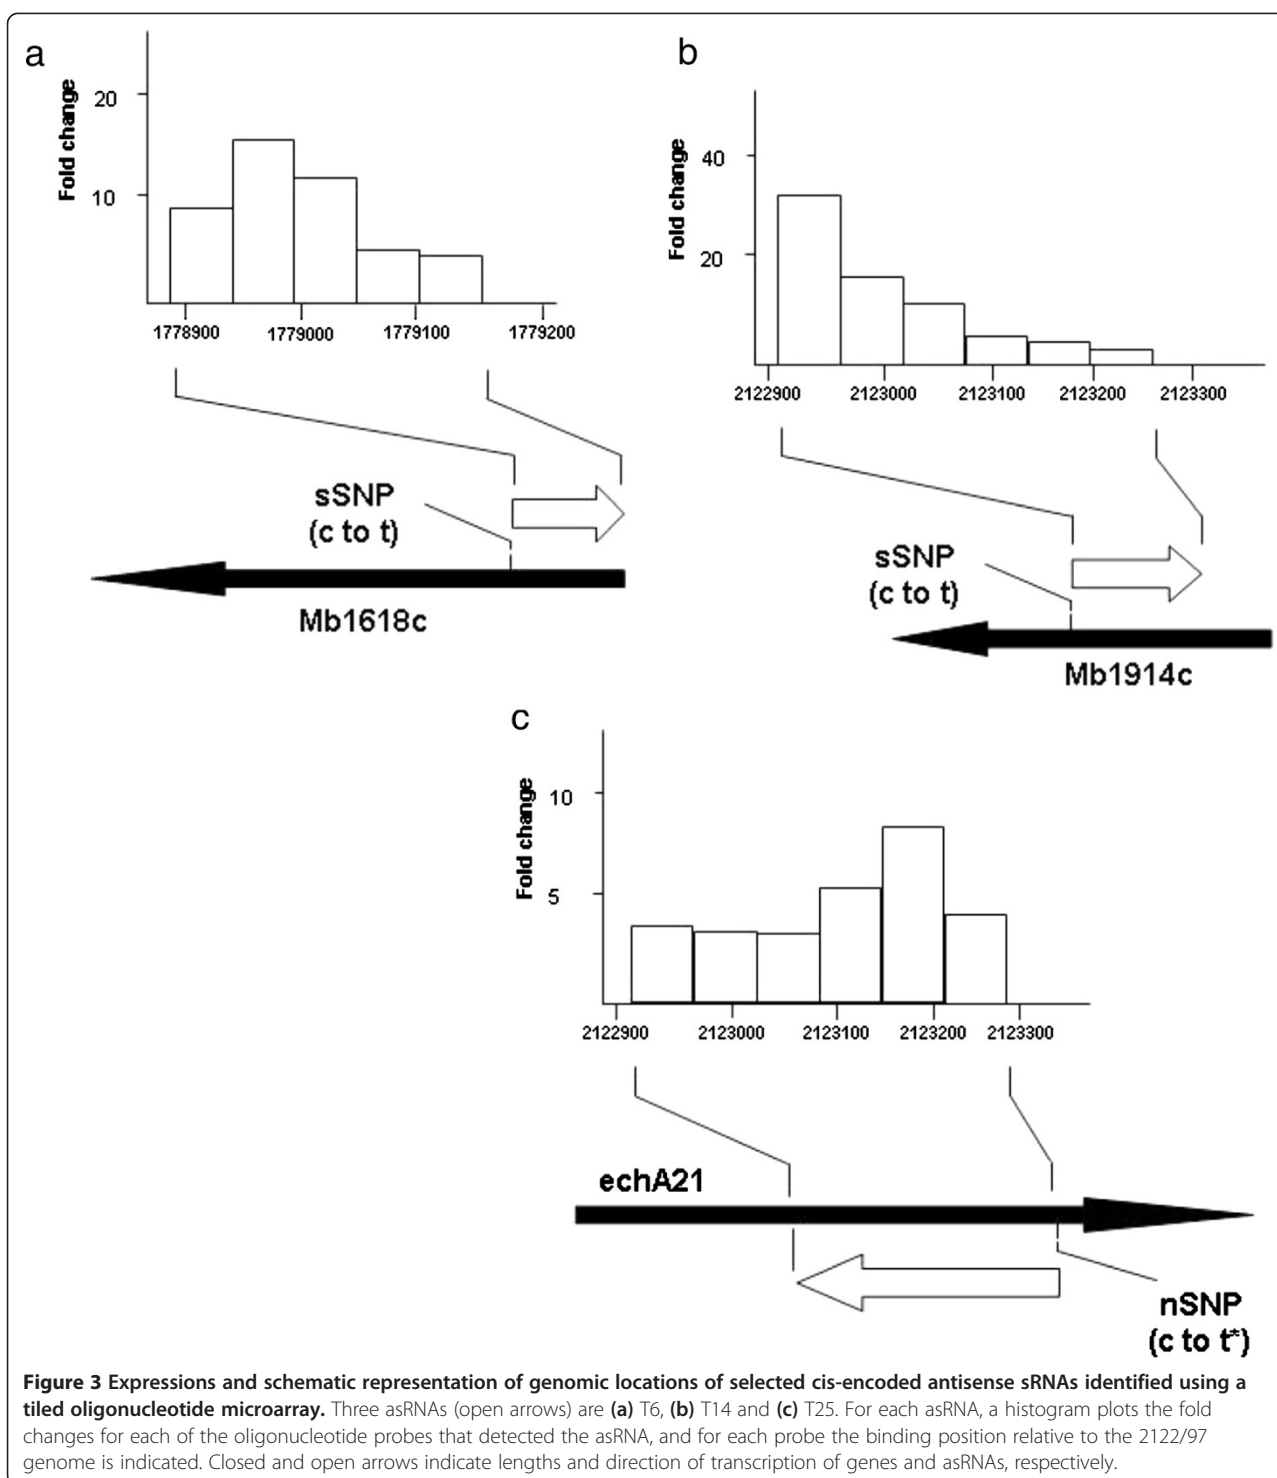 a
Fold change
20
10
1778900 1779000 1779100 1779200
sSNP
(c to t)
Mb1618c
b
Fold change
40
20
2122900 2123000 2123100 2123200 2123300
sSNP
(c to t)
Mb1914c
c
Fold change
10
5
2122900 2123000 2123100 2123200 2123300
echA21
nSNP
(c to t*)
Figure 3 Expressions and schematic representation of genomic locations of selected cis-encoded antisense sRNAs identified using a
tiled oligonucleotide microarray. Three asRNAs (open arrows) are (a) T6, (b) T14 and (c) T25. For each asRNA, a histogram plots the fold
changes for each of the oligonucleotide probes that detected the asRNA, and for each probe the binding position relative to the 2122/97
genome is indicated. Closed and open arrows indicate lengths and direction of transcription of genes and asRNAs, respectively.